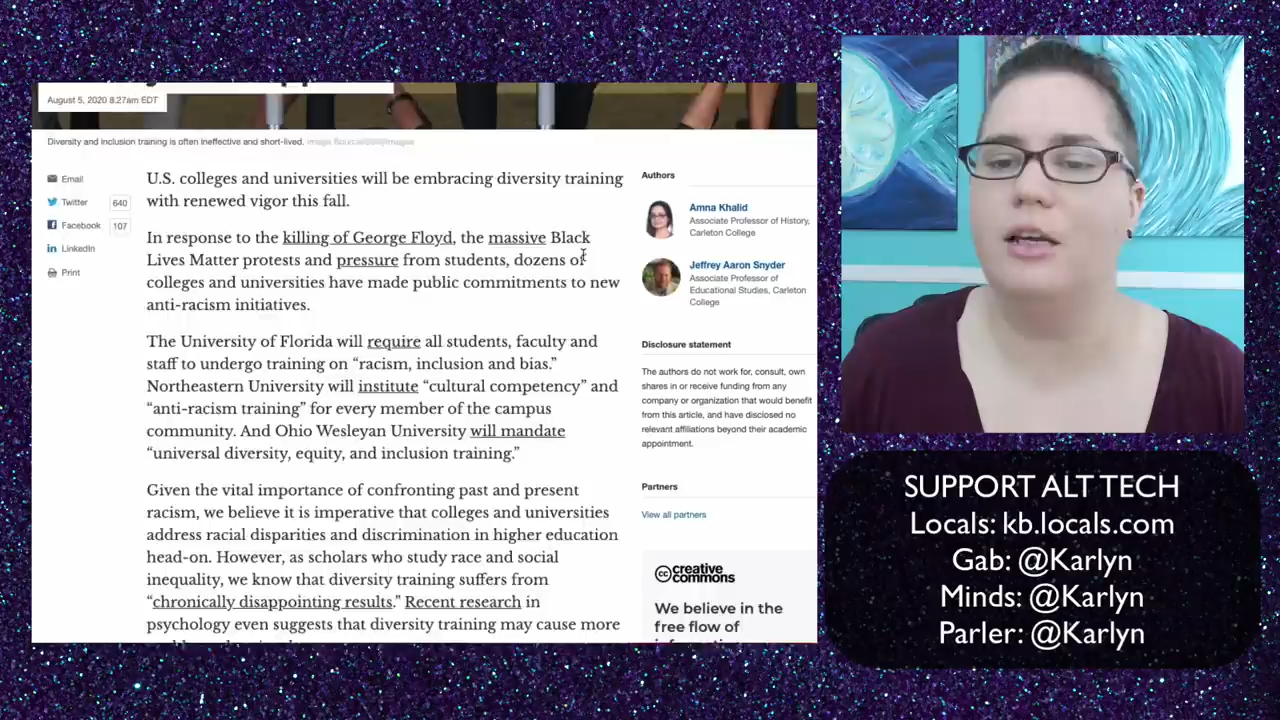 August 5, 2020 8.27am EDT
Diversity and inclusion training is often ineffective and short-lived.
Email
Twitter 640
Facebook 107
LinkedIn
Print
U.S. colleges and universities will be embracing diversity training
with renewed vigor this fall.
In response to the killing of George Floyd, the massive Black
Lives Matter protests and pressure from students, dozens of
colleges and universities have made public commitments to new
anti-racism initiatives.
The University of Florida will require all students, faculty and
staff to undergo training on “racism, inclusion and bias.”
Northeastern University will institute “cultural competency” and
“anti-racism training” for every member of the campus
community. And Ohio Wesleyan University will mandate
“universal diversity, equity, and inclusion training.”
Given the vital importance of confronting past and present
racism, we believe it is imperative that colleges and universities
address racial disparities and discrimination in higher education
head-on. However, as scholars who study race and social
inequality, we know that diversity training suffers from
“chronically disappointing results.” Recent research in
psychology even suggests that diversity training may cause more
Authors
Amna Khalid
Associate Professor of History,
Carleton College
Jeffrey Aaron Snyder
Associate Professor of
Educational Studies, Carleton
College
Disclosure statement
The authors do not work for, consult, own
shares in or receive funding from any
company or organization that would benefit
from this article, and have disclosed no
relevant affiliations beyond their academic
appointment.
Partners
View all partners
cc creative
commons
We believe in the
free flow of
SUPPORT ALT TECH
Locals: kb.locals.com
Gab: @Karlyn
Minds: @Karlyn
Parler: @Karlyn